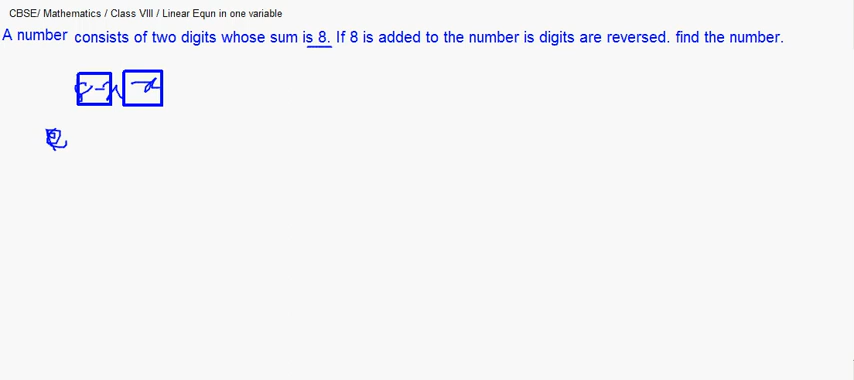 CBSE/ Mathematics / Class VIII / Linear Equn in one variable
A number consists of two digits whose sum is 8. If 8 is added to the number is digits are reversed. find the number.
8-x x